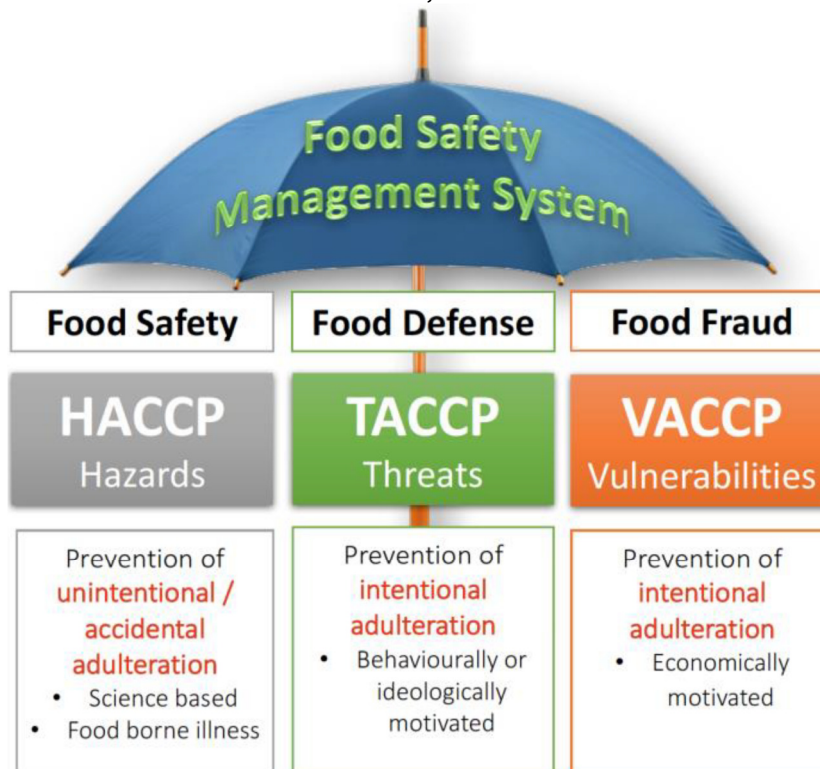 Food Safety
Management System
Food Safety
Food Defense
Food Fraud
HACCP
Hazards
TACCP
Threats
VACCP
Vulnerabilities
Prevention of
unintentional /
accidental
adulteration
• Science based
• Food borne illness
Prevention of
intentional
adulteration
• Behaviourally or
ideologically
motivated
Prevention of
intentional
adulteration
• Economically
motivated